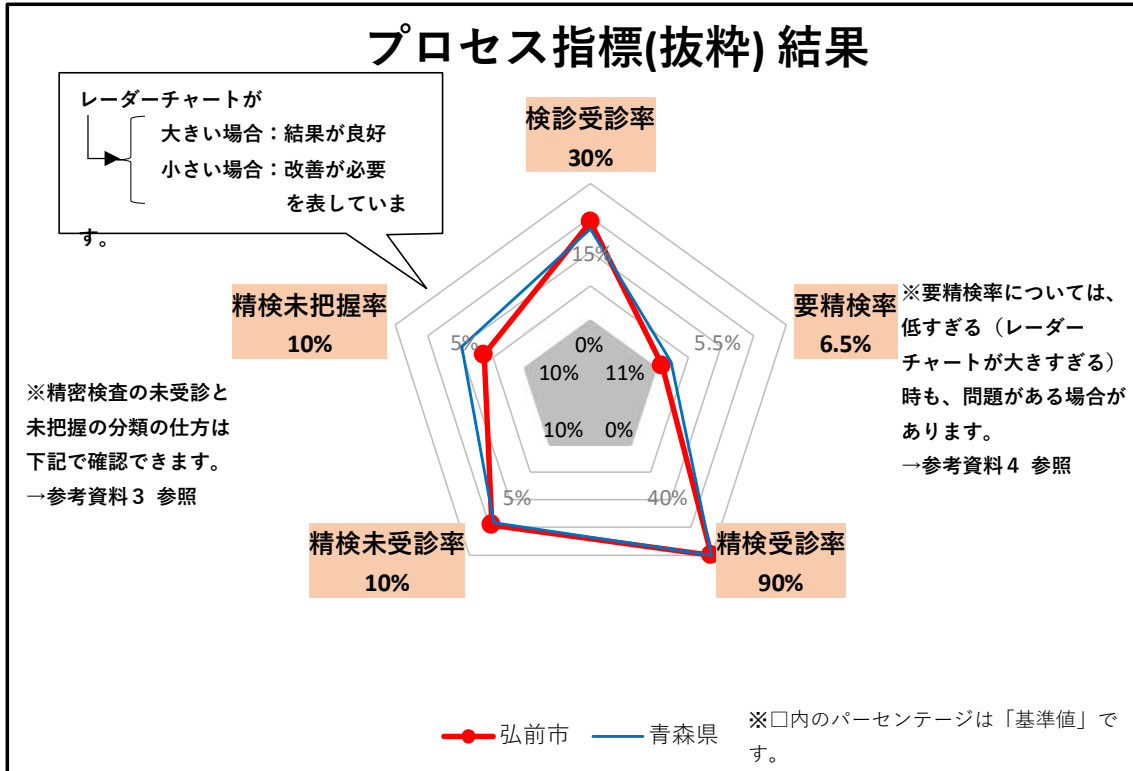 プロセス指標(抜粋) 結果
レーダーチャートが
大きい場合：結果が良好
小さい場合：改善が必要
を表していま
す。
検診受診率
30%
15%
精検未把握率
10%
5%
要精検率
6.5%
5.5%
※要精検率については、
低すぎる（レーダー
チャートが大きすぎる）
時も、問題がある場合が
あります。
→参考資料４ 参照
0%
10%
11%
10%
0%
※精密検査の未受診と
未把握の分類の仕方は
下記で確認できます。
→参考資料３ 参照
5%
40%
精検未受診率
10%
精検受診率
90%
弘前市
青森県
※□内のパーセンテージは「基準値」で
す。